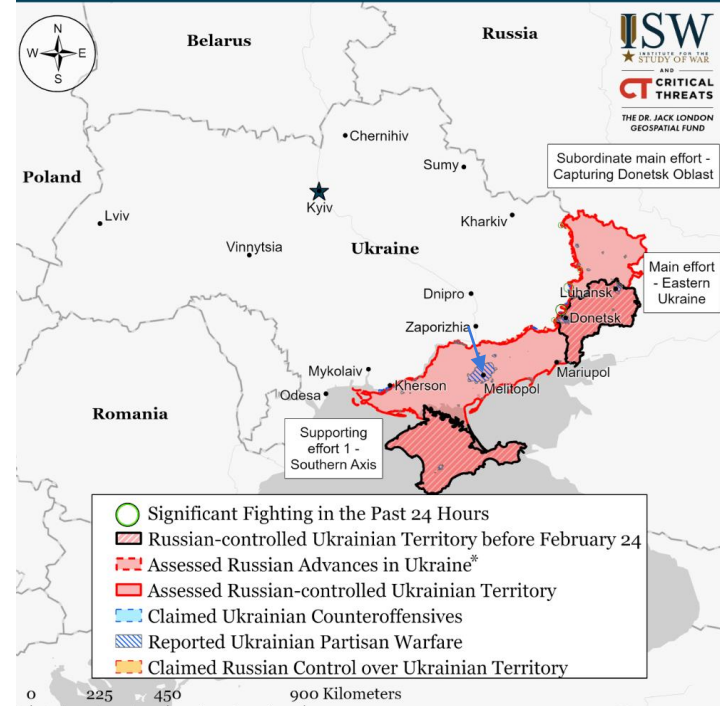 N
W
E
S
Belarus
Russia
ISW
INSTITUTE FOR THE
STUDY OF WAR
AND
CT CRITICAL
THREATS
THE DR. JACK LONDON
GEOSPATIAL FUND
Chernihiv
Sumy
Subordinate main effort -
Capturing Donetsk Oblast
Poland
Kyiv
Lviv
Kharkiv
Vinnytsia
Ukraine
Main effort
- Eastern
Ukraine
Luhansk
Dnipro
Donetsk
Zaporizhia
Mykolaiv
Mariupol
Kherson
Melitopol
Odesa
Romania
Supporting
effort 1 -
Southern Axis
Significant Fighting in the Past 24 Hours
Russian-controlled Ukrainian Territory before February 24
Assessed Russian Advances in Ukraine*
Assessed Russian-controlled Ukrainian Territory
Claimed Ukrainian Counteroffensives
Reported Ukrainian Partisan Warfare
Claimed Russian Control over Ukrainian Territory
0 225 450 900 Kilometers